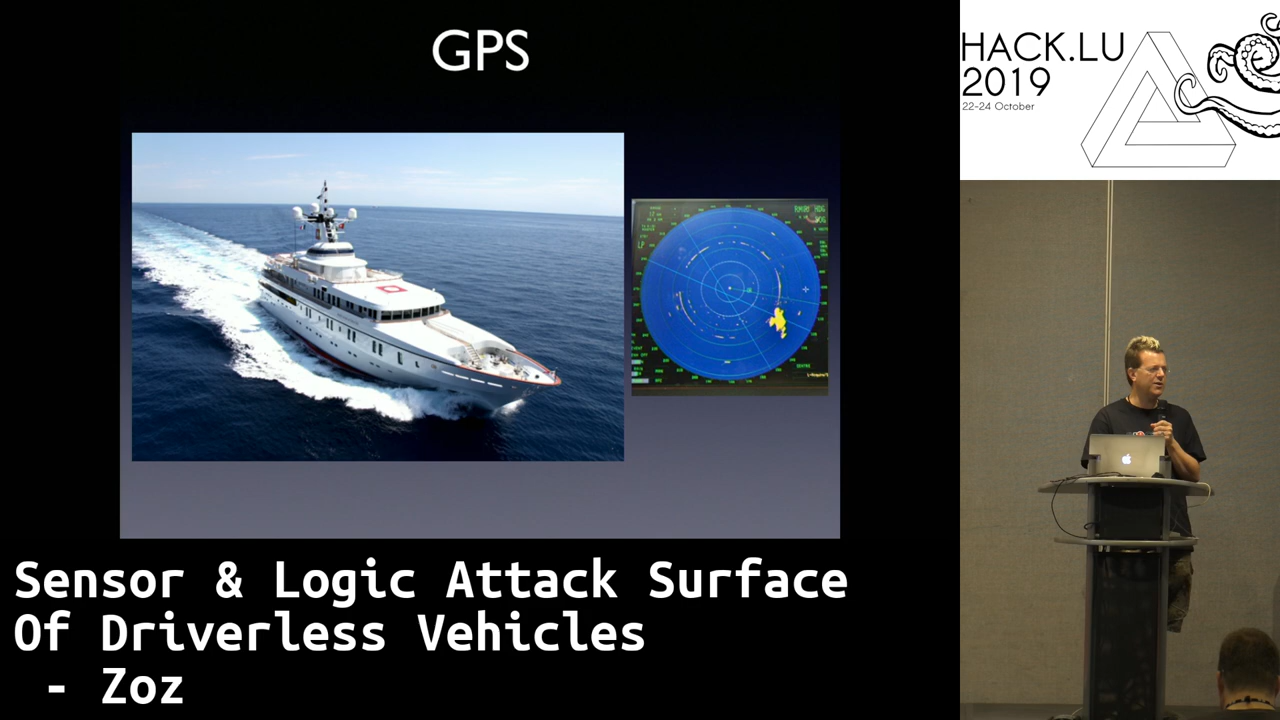 GPS
HACK.LU
2019
22-24 October
Sensor & Logic Attack Surface
Of Driverless Vehicles
- Zoz